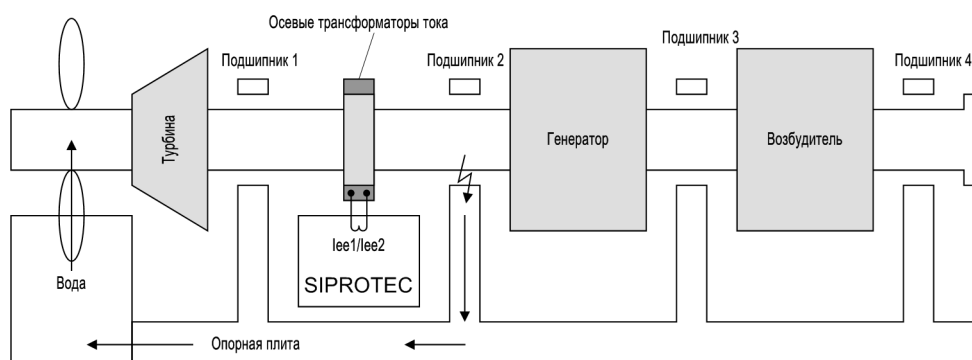 Осевые трансформаторы тока
Подшипник 1
Подшипник 2
Подшипник 3
Подшипник 4
Турбина
Генератор
Возбудитель
Iee1/Iee2
SIPROTEC
Вода
Опорная плита